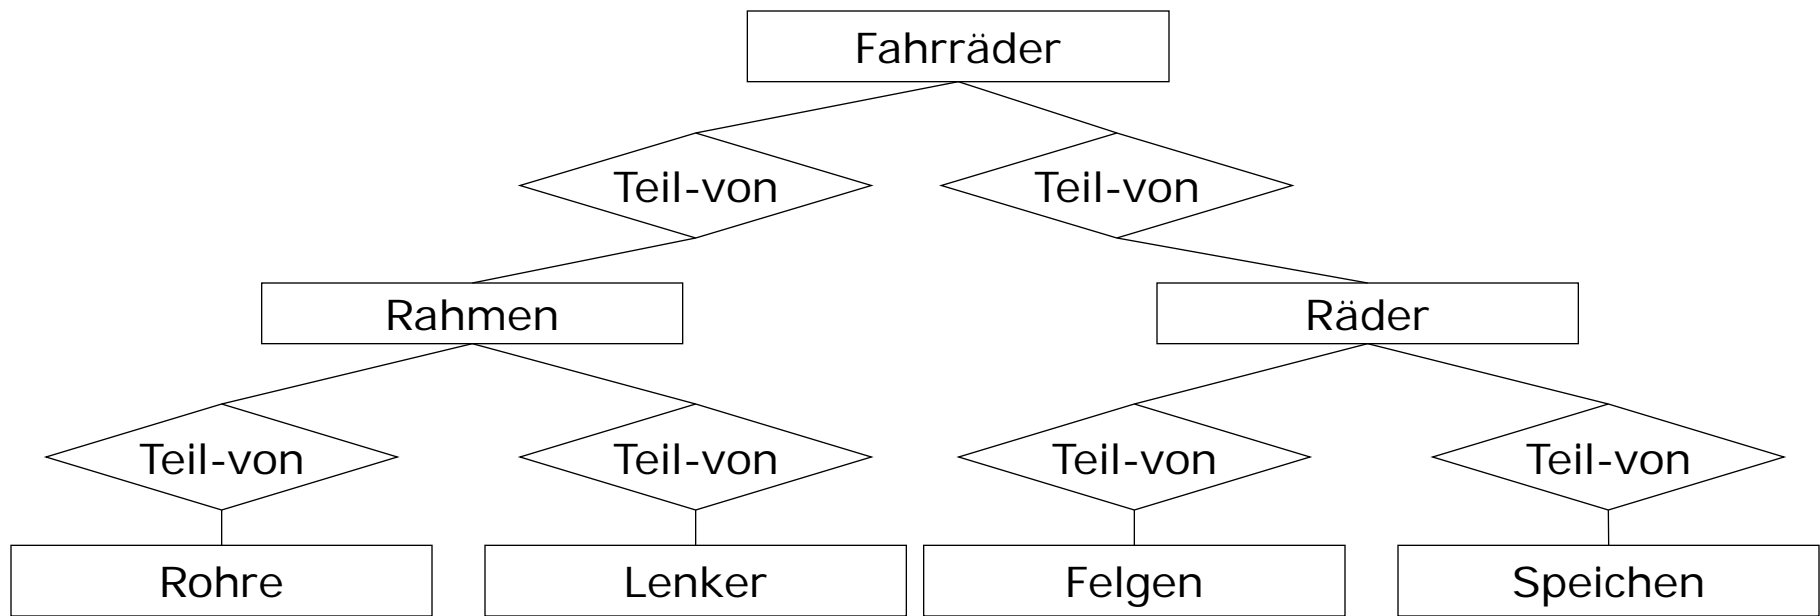 Fahrräder
Teil-von Teil-von
Rahmen Räder
Teil-von Teil-von Teil-von Teil-von
Rohre Lenker Felgen Speichen